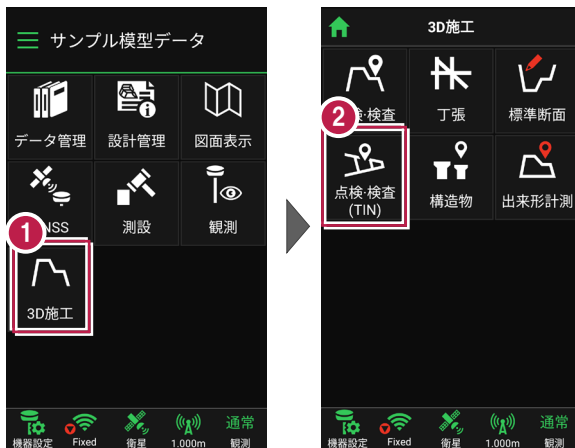 サンプル模型データ
データ管理
設計管理
図面表示
NSS
測設
観測
1
3D施工
機器設定
Fixed
衛星
1.000m
通常
観測
3D施工
検・検査
丁張
標準断面
2
点検・検査
(TIN)
構造物
出来形計測
機器設定
Fixed
衛星
1.000m
通常
観測